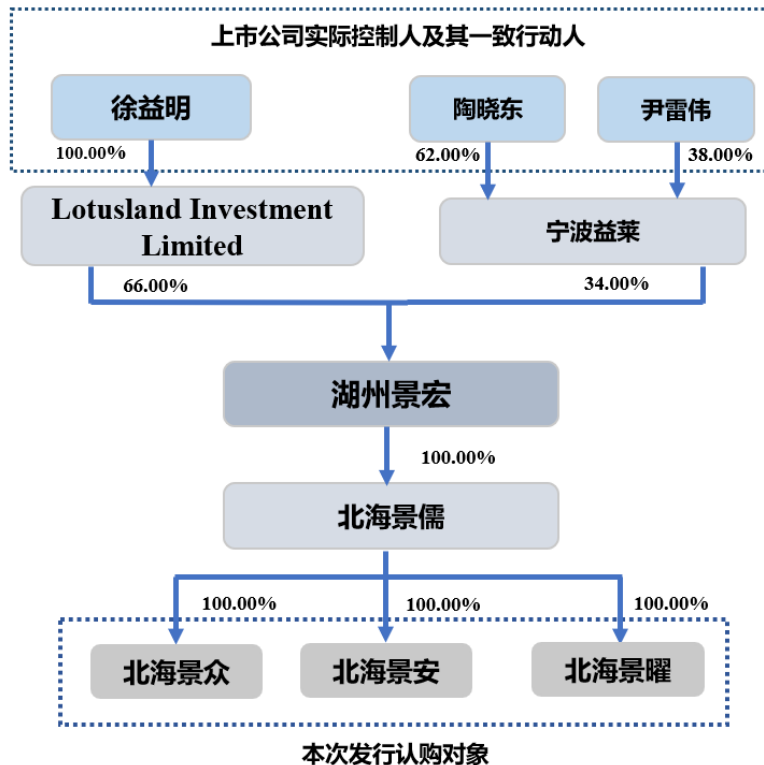 上市公司实际控制人及其一致行动人
徐益明
陶晓东
尹雷伟
100.00%
62.00%
38.00%
Lotusland Investment
Limited
宁波益莱
66.00%
34.00%
湖州景宏
100.00%
北海景儒
100.00%
100.00%
100.00%
北海景众
北海景安
北海景曜
本次发行认购对象